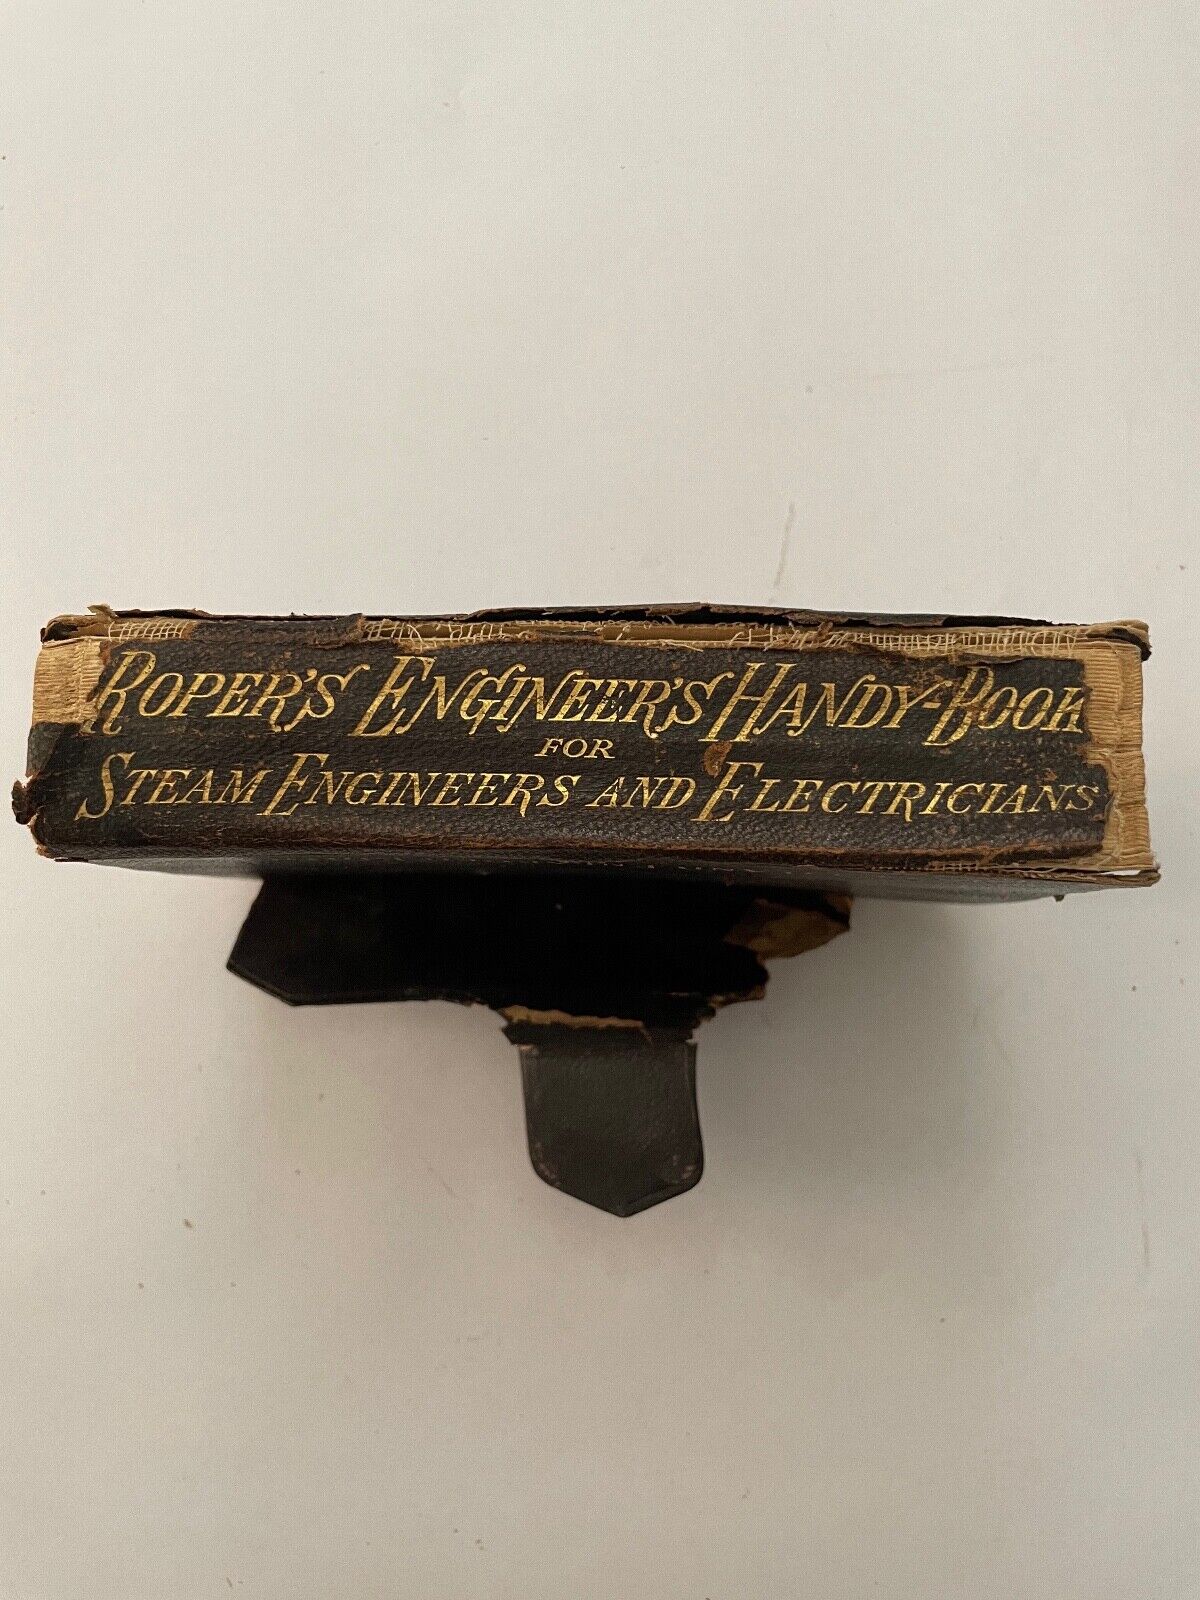 ROPER'S ENGINEER'S HANDY-BOOK
FOR
STEAM ENGINEERS AND ELECTRICIANS